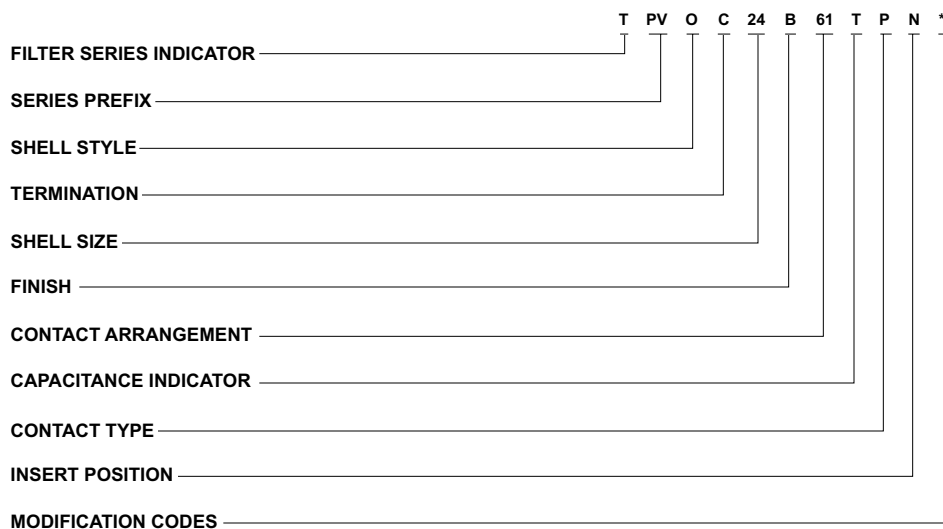 T PV O C 24 B 61 T P N *
FILTER SERIES INDICATOR
SERIES PREFIX
SHELL STYLE
TERMINATION
SHELL SIZE
FINISH
CONTACT ARRANGEMENT
CAPACITANCE INDICATOR
CONTACT TYPE
INSERT POSITION
MODIFICATION CODES